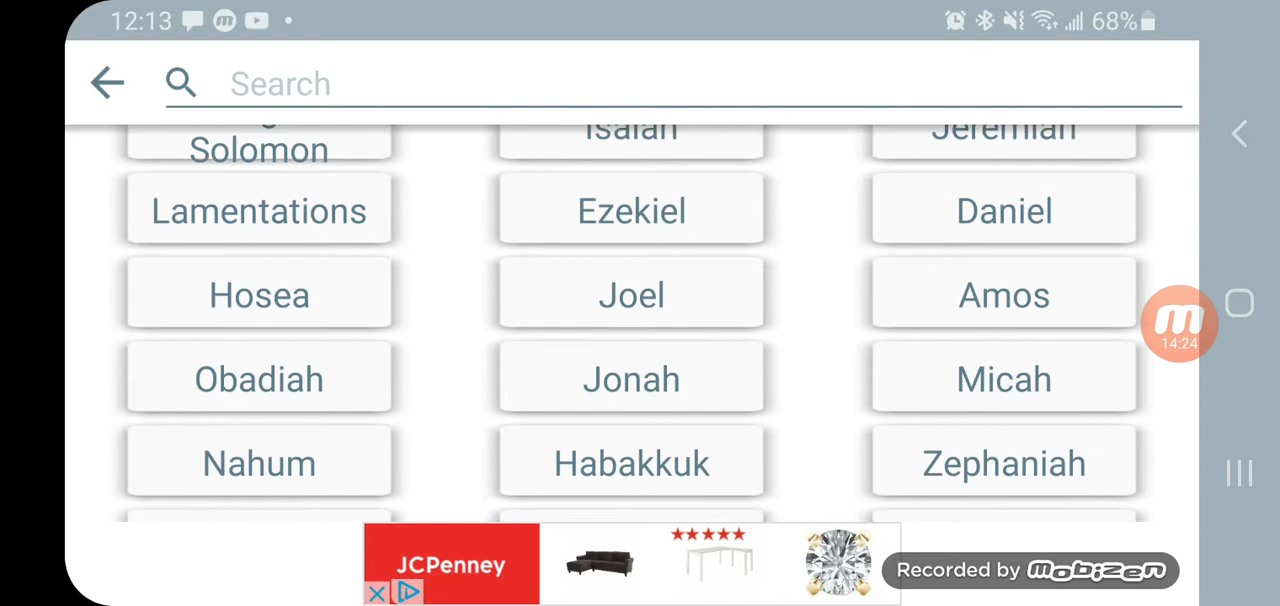 12:13
68%
Search
Solomon
Isaiah
Jeremiah
Lamentations
Ezekiel
Daniel
Hosea
Joel
Amos
14:24
Obadiah
Jonah
Micah
Nahum
Habakkuk
Zephaniah
JCPenney
Recorded by mobizen